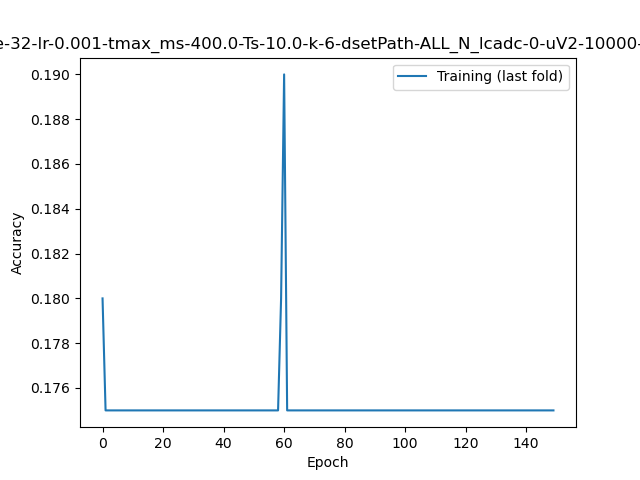 e-32-lr-0.001-tmax_ms-400.0-Ts-10.0-k-6-dsetPath-ALL_N_lcadc-0-uV2-10000-
Training (last fold)
0.190
0.188
0.186
0.184
0.182
0.180
0.178
0.176
Accuracy
0 20 40 60 80 100 120 140
Epoch